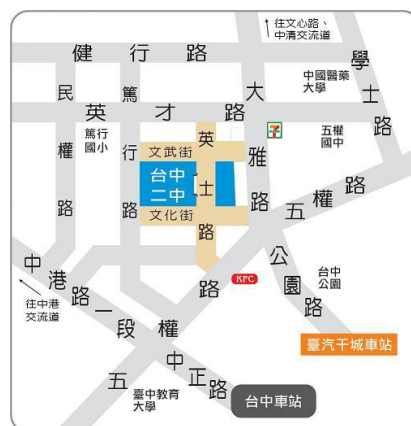 往文心路、
中清交流道
健行路
學士路
中國醫藥
大學
民權路
篤行路
大雅路
英才路
7
ELEVEN
篤行
國小
五權
國中
英士路
文武街
台中
二中
文化街
五權路
公園路
台中
公園
中港路一段
KFC
往中港
交流道
臺汽干城車站
五權路
中正路
臺中教育
大學
台中車站